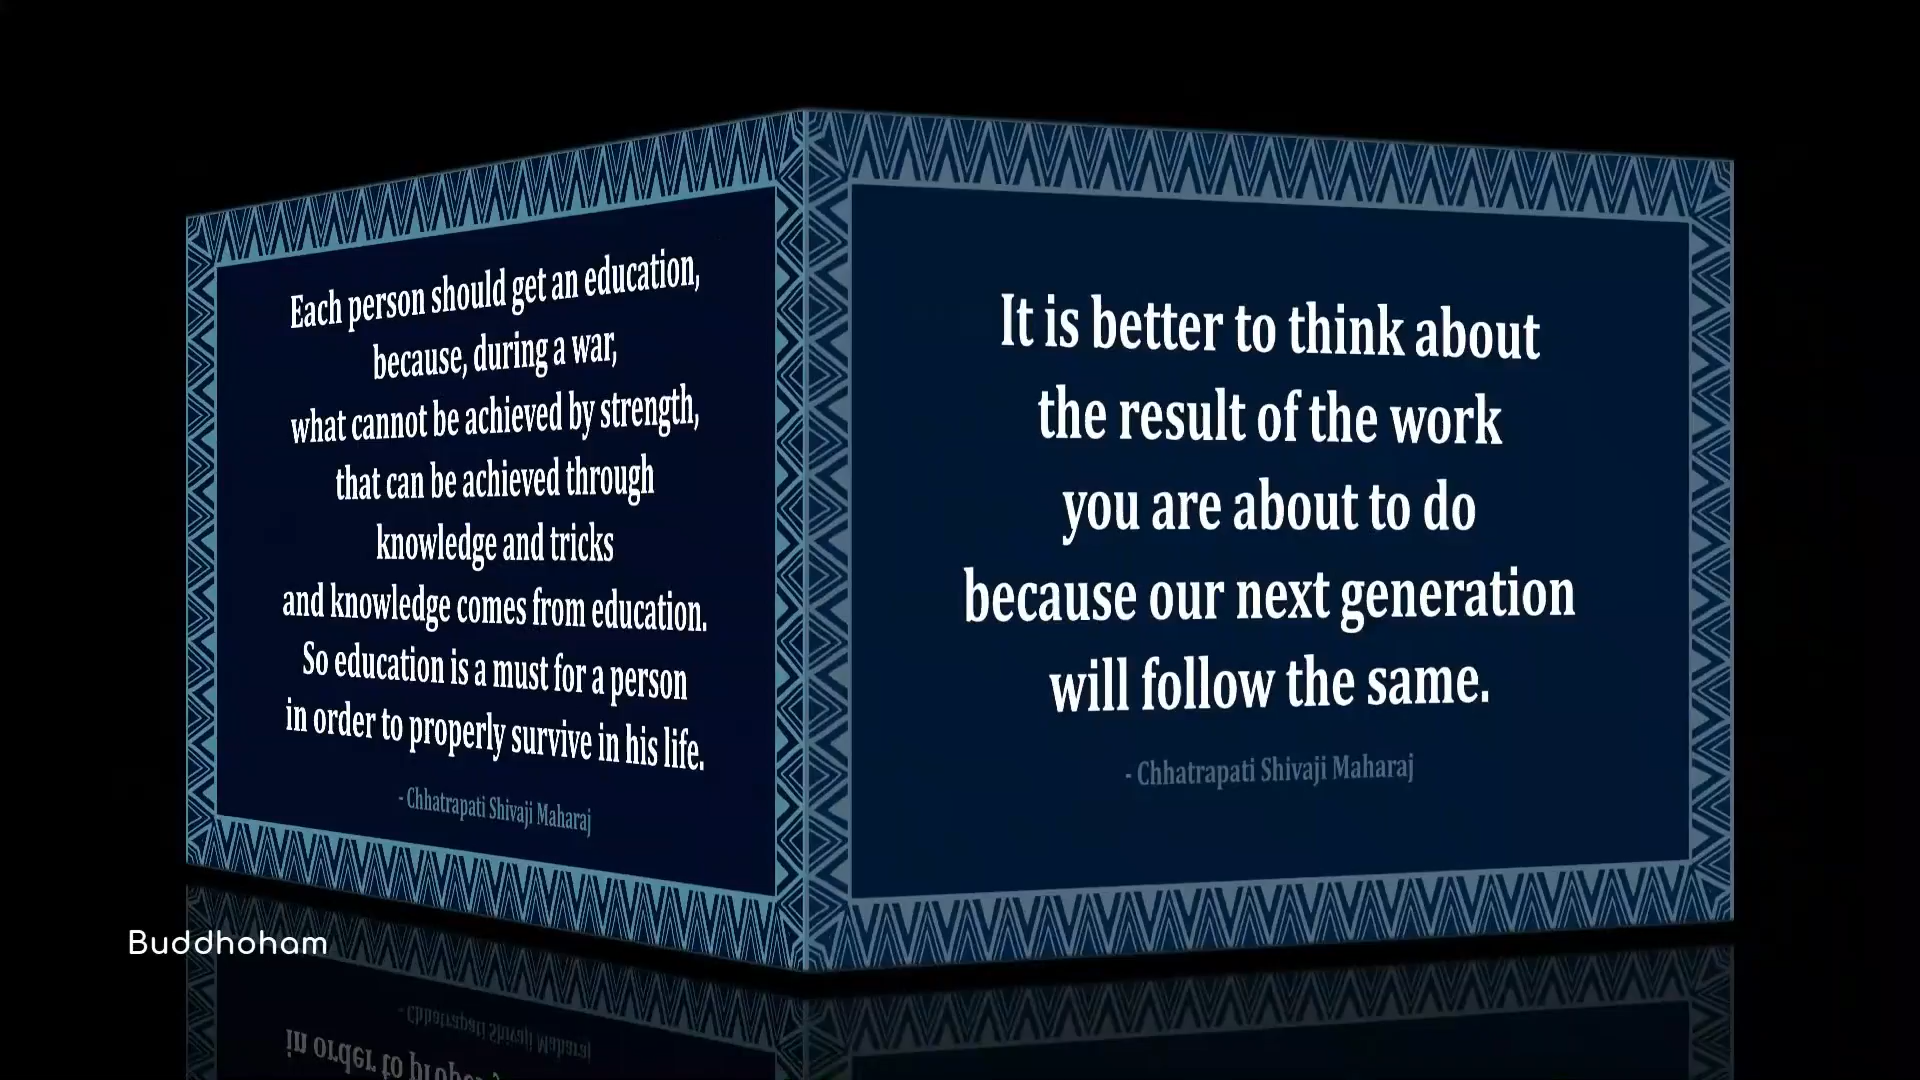 Each person should get an education,
because, during a war,
what cannot be achieved by strength,
that can be achieved through
knowledge and tricks
and knowledge comes from education.
So education is a must for a person
in order to properly survive in his life.
- Chhatrapati Shivaji Maharaj
It is better to think about
the result of the work
you are about to do
because our next generation
will follow the same.
- Chhatrapati Shivaji Maharaj
Buddhoham